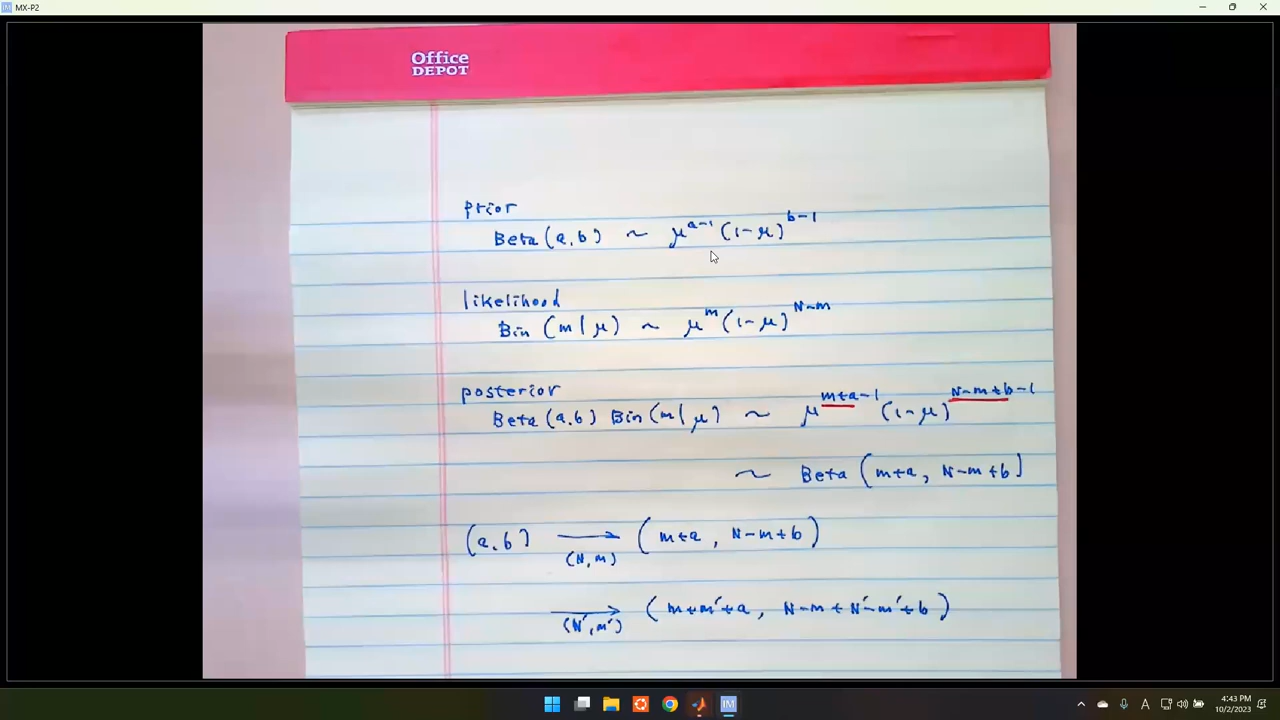 MX-P2
Office
DEPOT
prior
Beta(a,b) ~ μ^{a-1}(1-μ)^{b-1}
likelihood
Bin (m|μ) ~ μ^m(1-μ)^{N-m}
posterior
Beta(a,b) Bin(m|μ) ~ μ^{m+a-1} (1-μ)^{N-m+b-1}
~ Beta (m+a, N-m+b)
(a,b) → (m+a, N-m+b)
(N,m)
→ (m+m'+a, N-m+N'-m'+b)
(N',m')
4:43 PM
10/2/2023